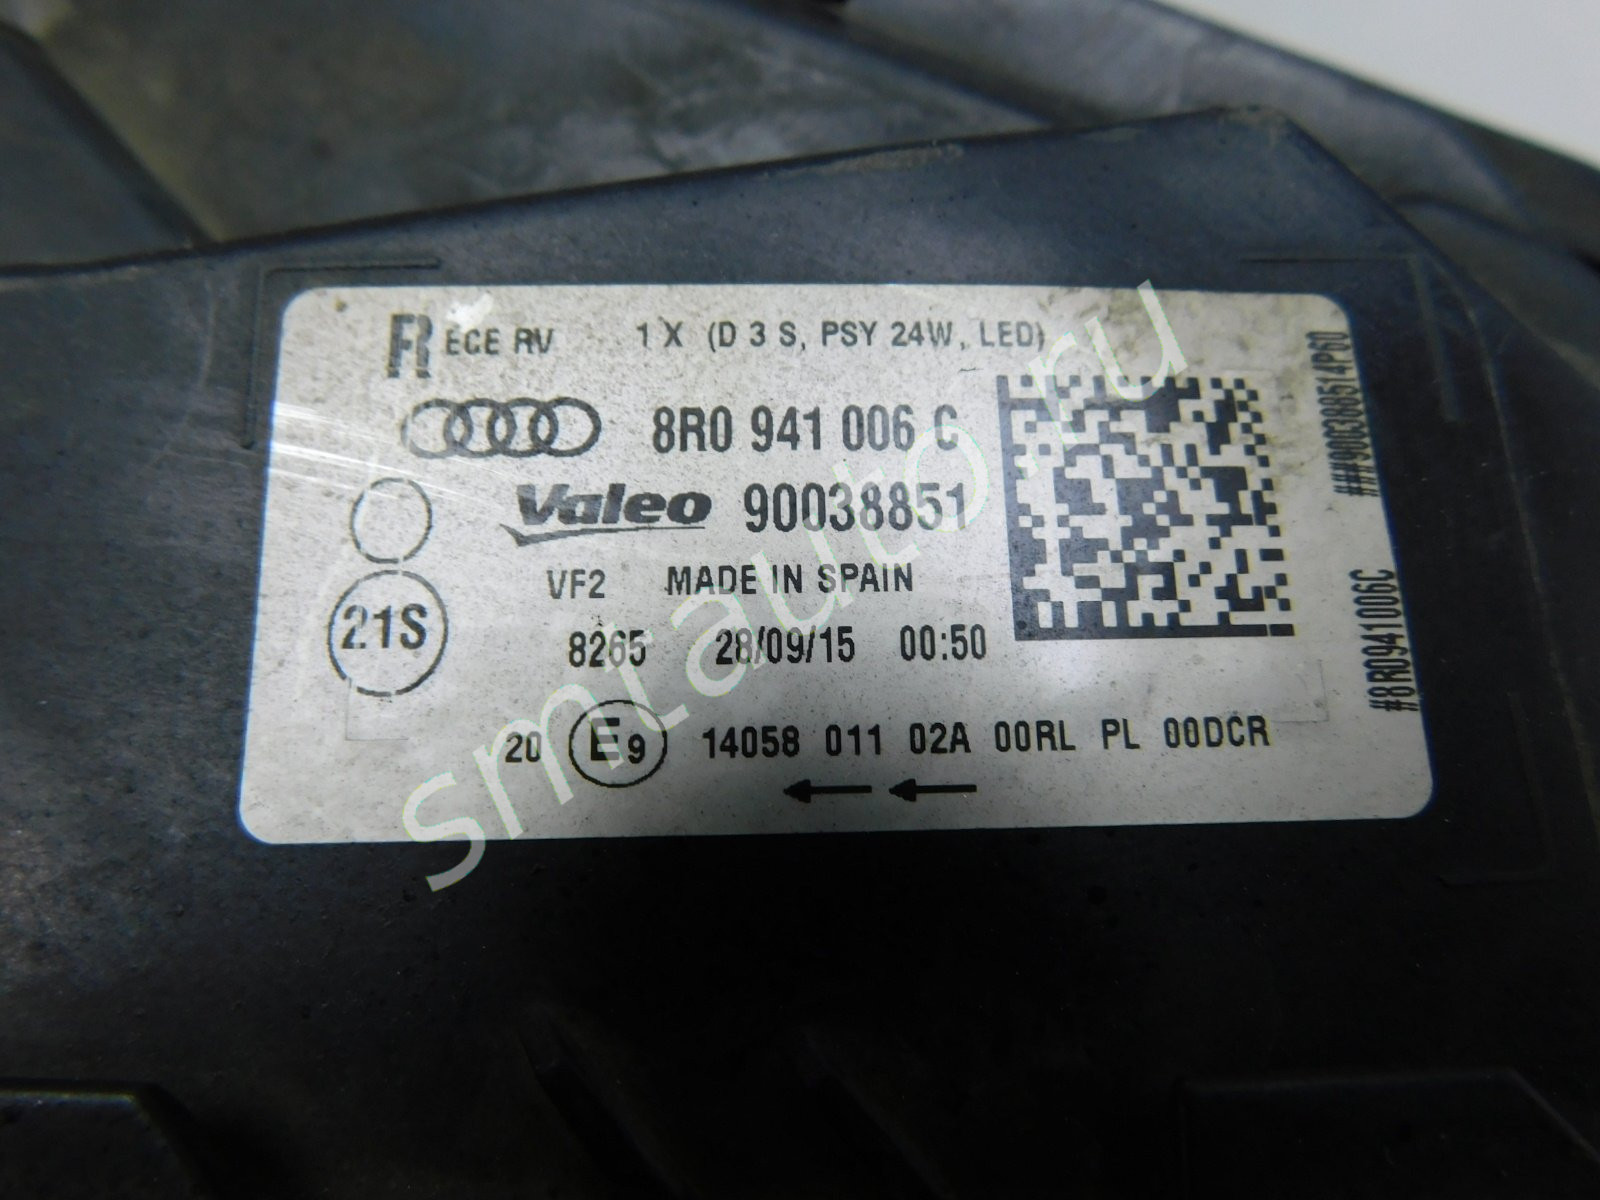 R ECE RV 1 X (D 3 S, PSY 24W, LED)
8R0 941 006 C
Valeo 90038851
VF2 MADE IN SPAIN
21S
8265 28/09/15 00:50
20 E9 14058 011 02A 00RL PL 00DCR
###900388514P60
#8R0941006C
smtauto.ru